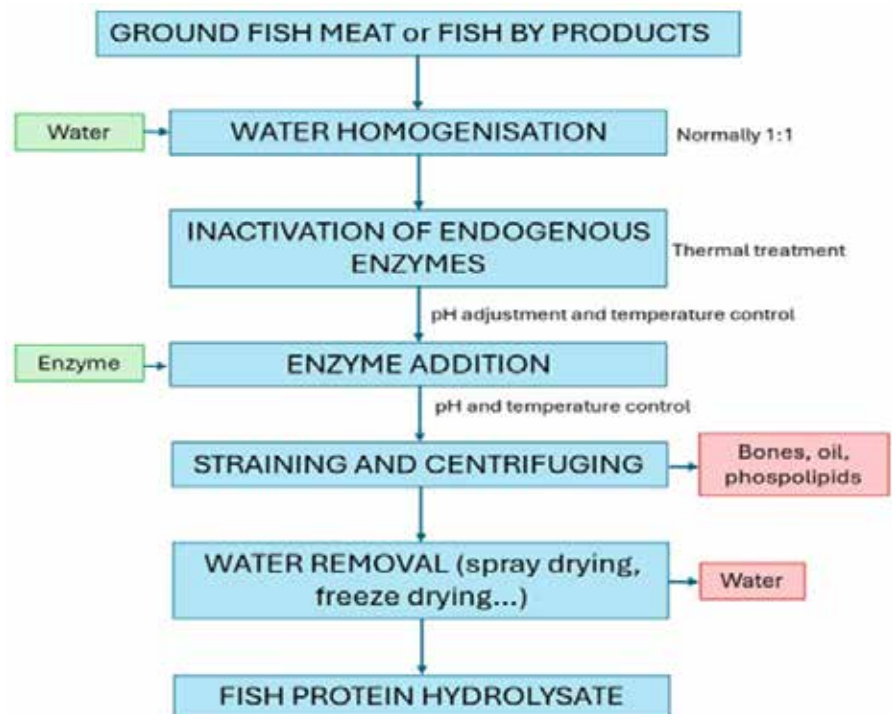 GROUND FISH MEAT or FISH BY PRODUCTS
Water
WATER HOMOGENISATION
Normally 1:1
INACTIVATION OF ENDOGENOUS
ENZYMES
Thermal treatment
pH adjustment and temperature control
Enzyme
ENZYME ADDITION
pH and temperature control
STRAINING AND CENTRIFUGING
Bones, oil,
phospolipids
WATER REMOVAL (spray drying,
freeze drying...)
Water
FISH PROTEIN HYDROLYSATE